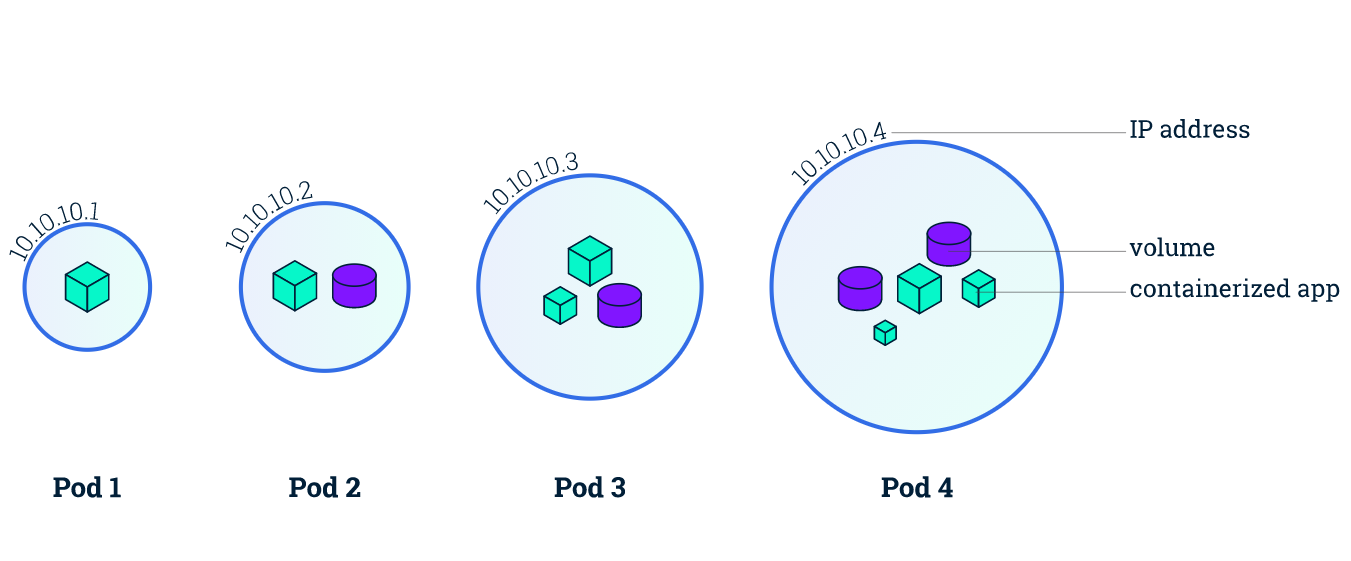 10.10.10.1
10.10.10.2
10.10.10.3
10.10.10.4
IP address
volume
containerized app
Pod 1
Pod 2
Pod 3
Pod 4